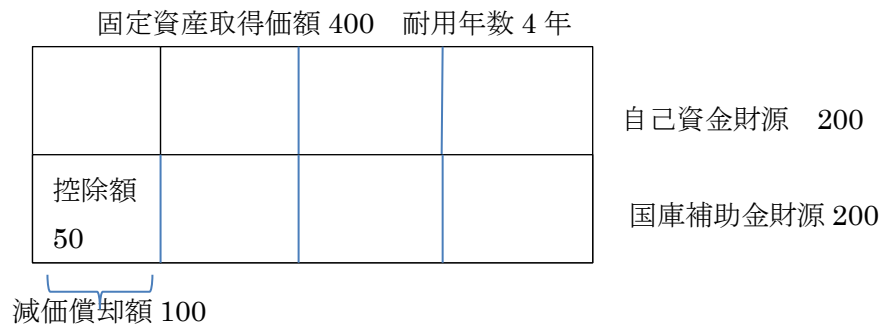 固定資産取得価額 400　耐用年数 4 年
自己資金財源　200
控除額
50
国庫補助金財源 200
減価償却額 100